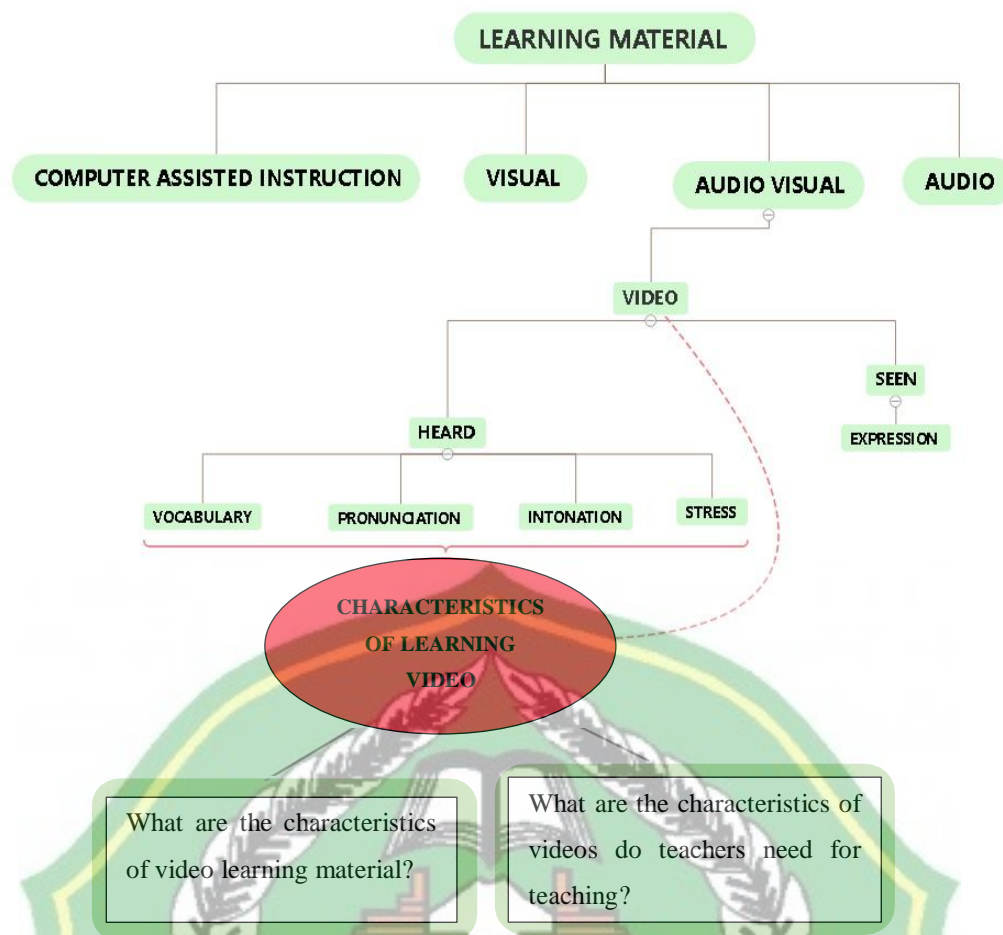 LEARNING MATERIAL
COMPUTER ASSISTED INSTRUCTION
VISUAL
AUDIO VISUAL
AUDIO
VIDEO
SEEN
HEARD
EXPRESSION
VOCABULARY
PRONUNCIATION
INTONATION
STRESS
CHARACTERISTICS
OF LEARNING
VIDEO
What are the characteristics
of video learning material?
What are the characteristics of
videos do teachers need for
teaching?